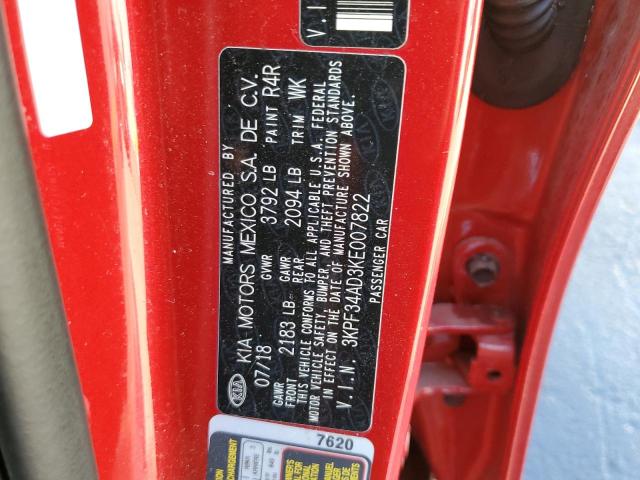 V.I
MANUFACTURED BY
KIA KIA MOTORS MEXICO S.A. DE C.V.
07/18 GVWR 3792 LB PAINT R4R
GAWR FRONT 2183 LB GAWR REAR 2094 LB TRIM WK
THIS VEHICLE CONFORMS TO ALL APPLICABLE U.S.A. FEDERAL
MOTOR VEHICLE SAFETY, BUMPER, AND THEFT PREVENTION STANDARDS
IN EFFECT ON THE DATE OF MANUFACTURE SHOWN ABOVE.
V.I.N. 3KPF34AD3KE007822
PASSENGER CAR
7620